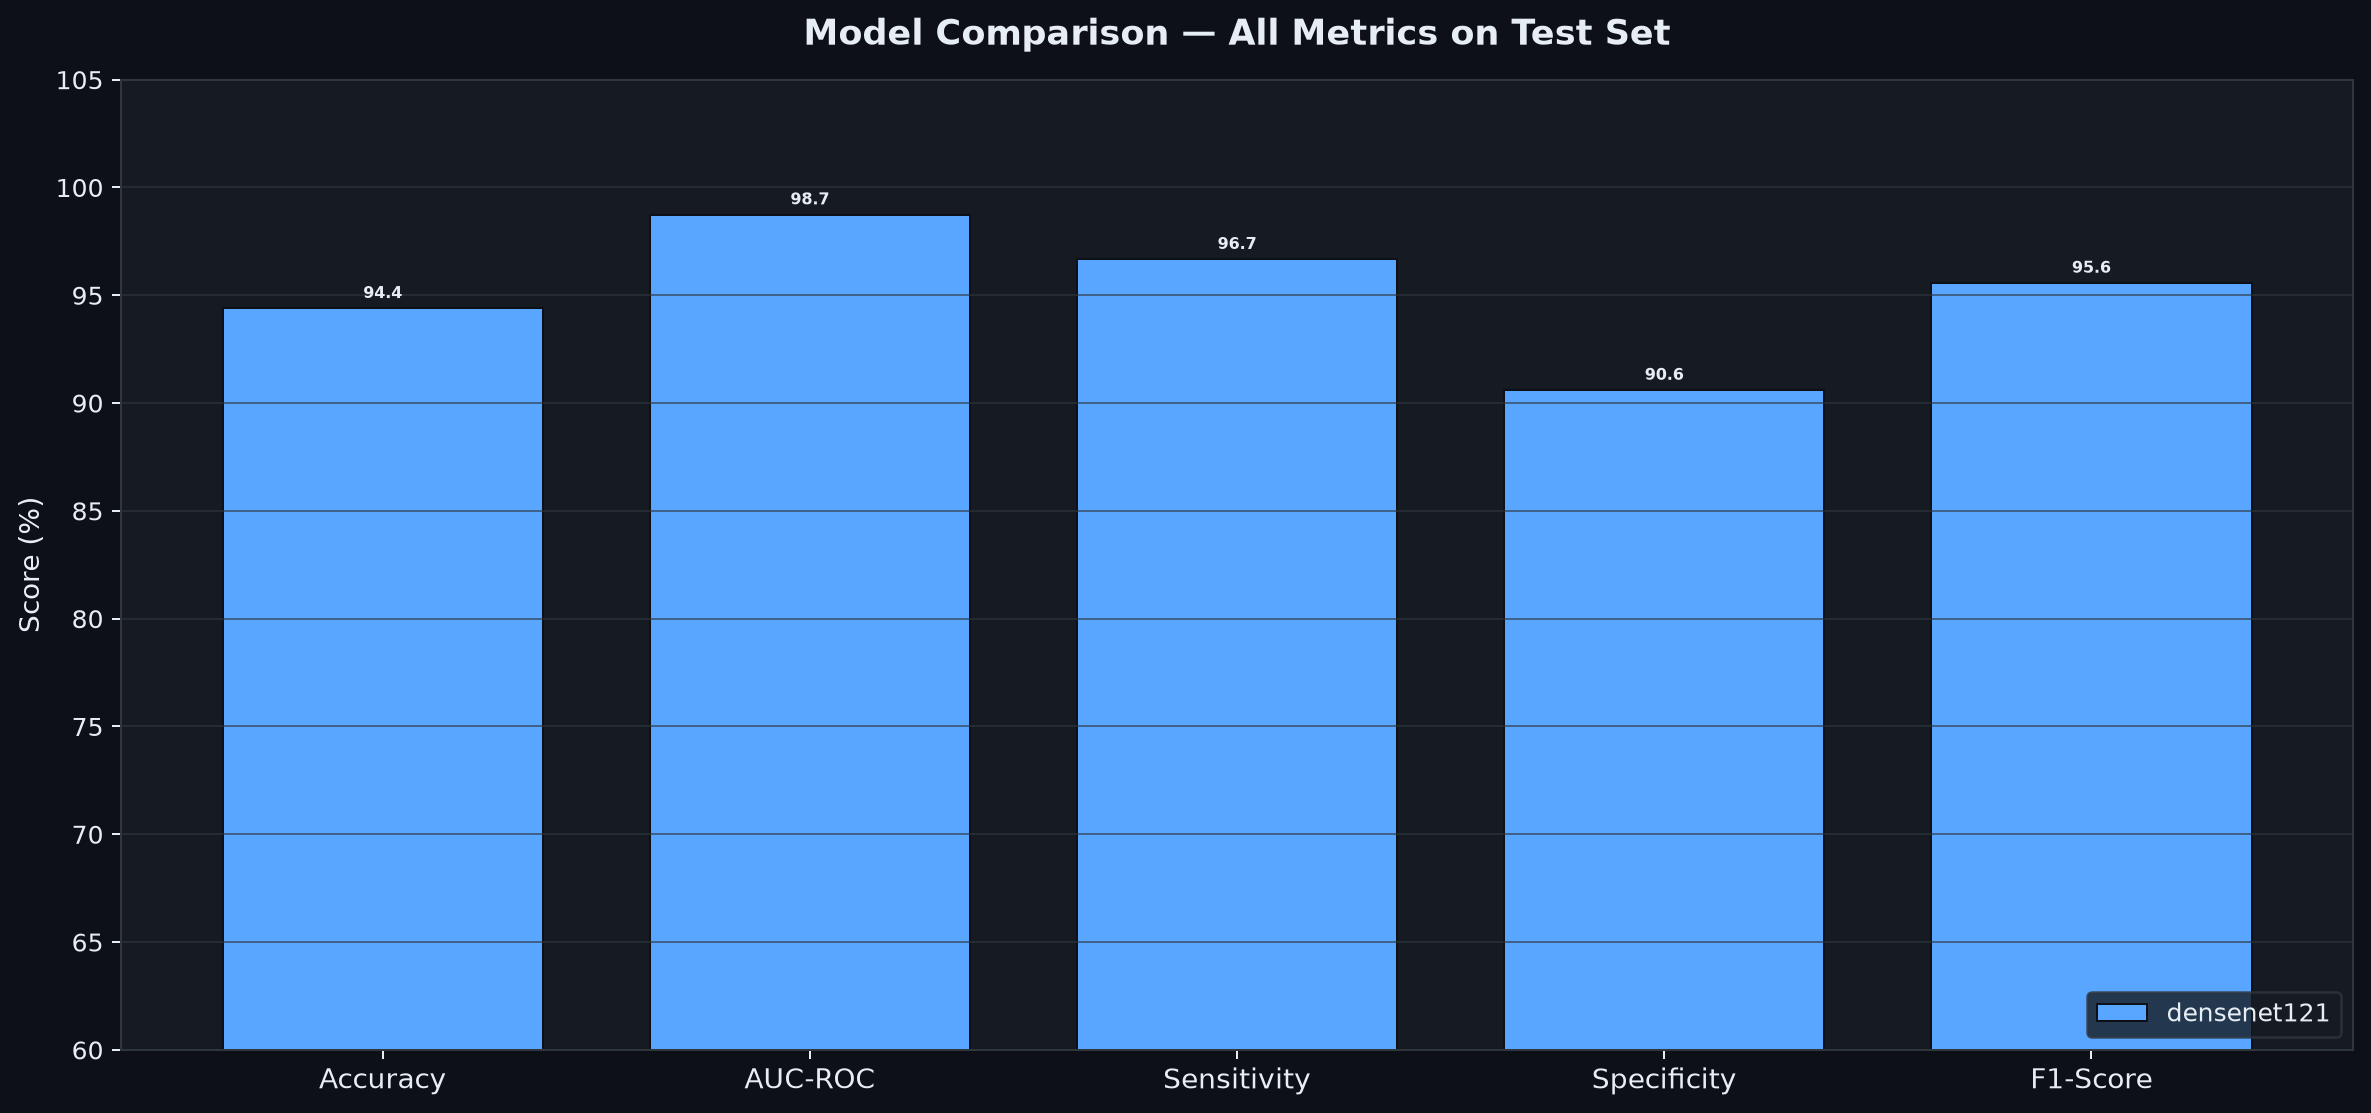 Model Comparison — All Metrics on Test Set
Score (%)
105
100
95
90
85
80
75
70
65
60
94.4
98.7
96.7
90.6
95.6
densenet121
Accuracy
AUC-ROC
Sensitivity
Specificity
F1-Score